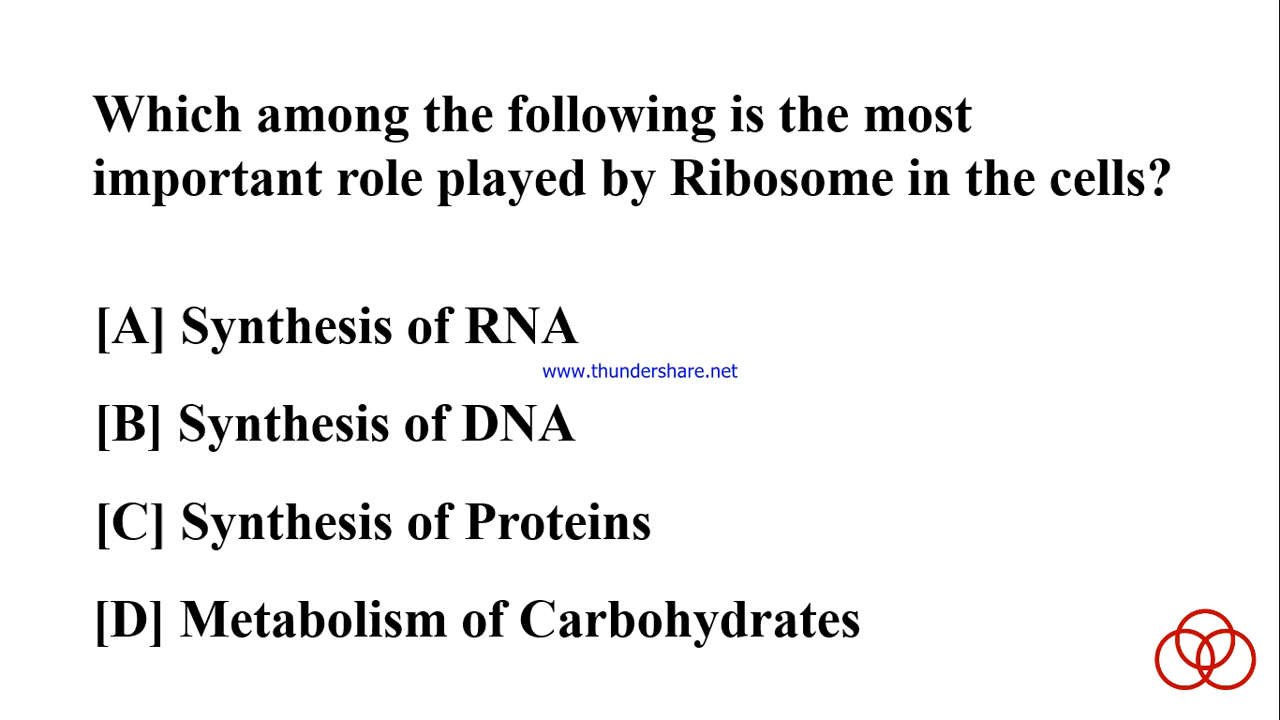 Which among the following is the most
important role played by Ribosome in the cells?
[A] Synthesis of RNA
www.thundershare.net
[B] Synthesis of DNA
[C] Synthesis of Proteins
[D] Metabolism of Carbohydrates